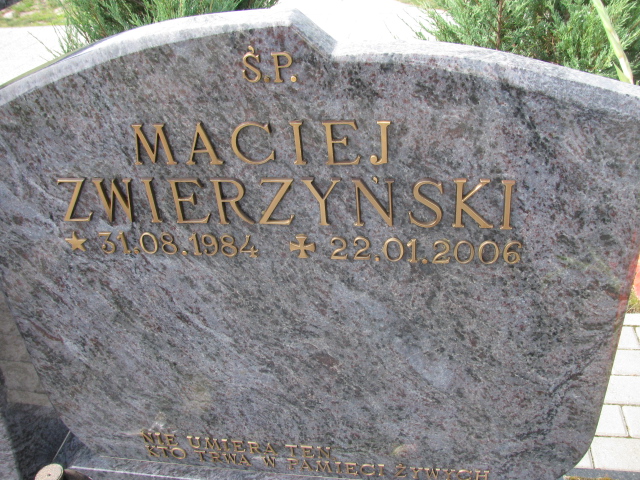 Ś.P.
MACIEJ
ZWIERZYŃSKI
★ 31.08.1984 ✠ 22.01.2006
NIE UMIERA TEN,
KTO TRWA W PAMIĘCI ŻYWYCH